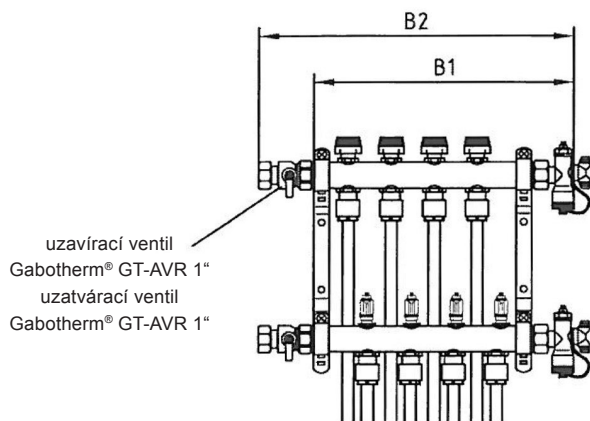 B2
B1
uzavírací ventil
Gabotherm® GT-AVR 1“
uzatvárací ventil
Gabotherm® GT-AVR 1“